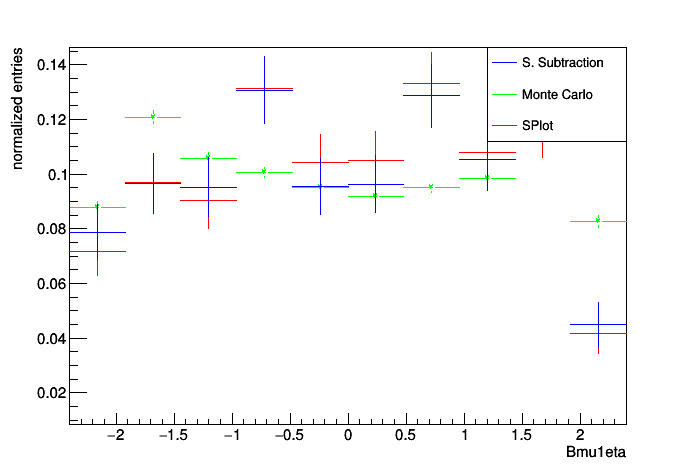 normalized entries
0.14
0.12
0.1
0.08
0.06
0.04
0.02
S. Subtraction
Monte Carlo
SPlot
−2 −1.5 −1 −0.5 0 0.5 1 1.5 2
Bmu1eta